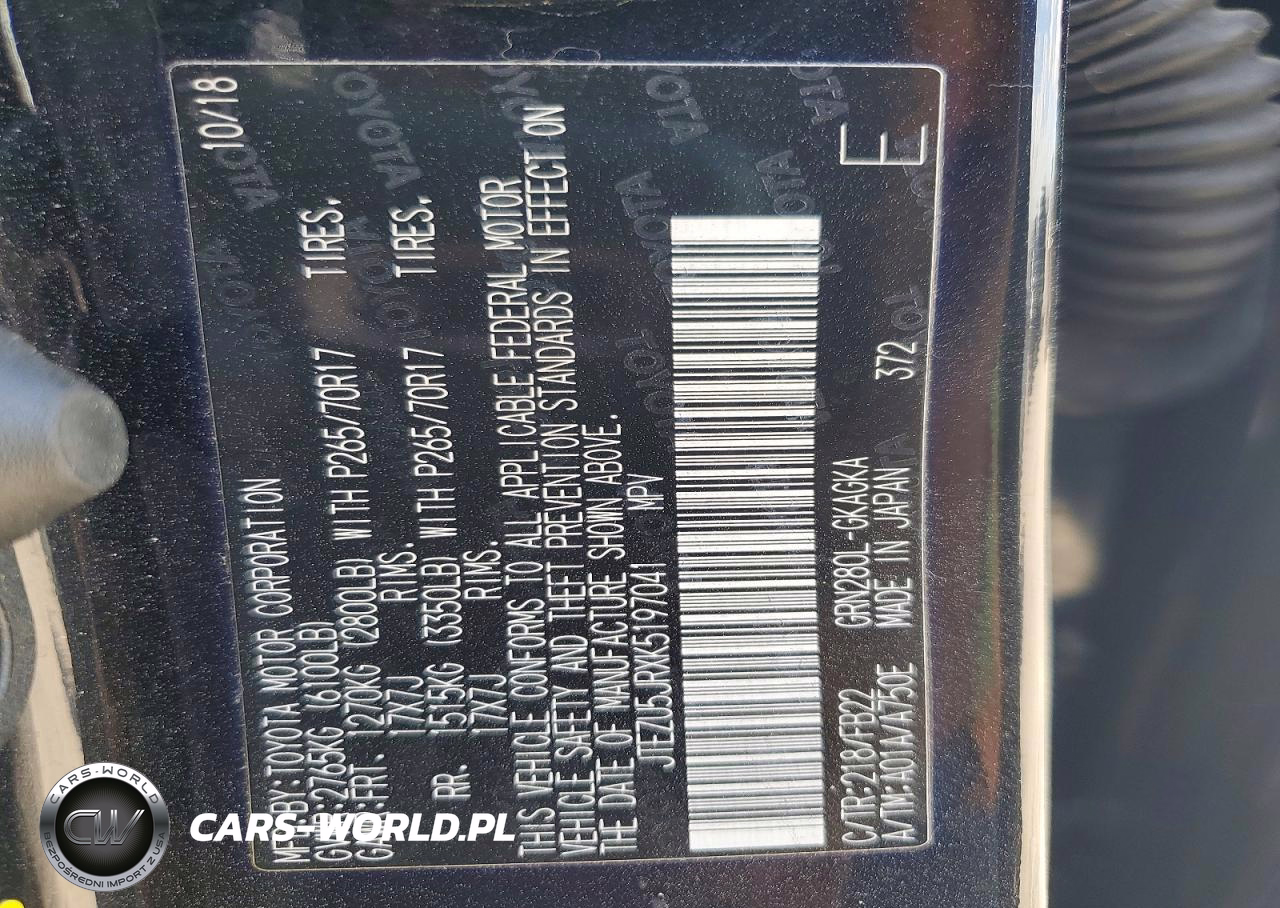 MFD.BY:TOYOTA MOTOR CORPORATION 10/18
GVWR:2765KG (6100LB)
GAWR:FRT. 1270KG (2800LB) WITH P265/70R17 TIRES.
17X7J RIMS.
RR. 1515KG (3350LB) WITH P265/70R17 TIRES.
17X7J RIMS.
THIS VEHICLE CONFORMS TO ALL APPLICABLE FEDERAL MOTOR
VEHICLE SAFETY AND THEFT PREVENTION STANDARDS IN EFFECT ON
THE DATE OF MANUFACTURE SHOWN ABOVE.
JTEZU5JRXK5197041 MPV
C/TR:218/FB22 GRN280L-GKAGKA
A/TM:A01A/A750E MADE IN JAPAN 372 E
CARS-WORLD
CW
BEZPOŚREDNI IMPORT Z USA
CARS-WORLD.PL